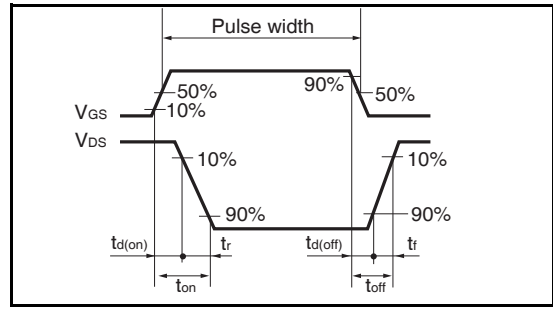 Pulse width
90%
50%
50%
10%
VGS
VDS
10%
10%
90%
90%
td(on)
tr
td(off)
tf
ton
toff